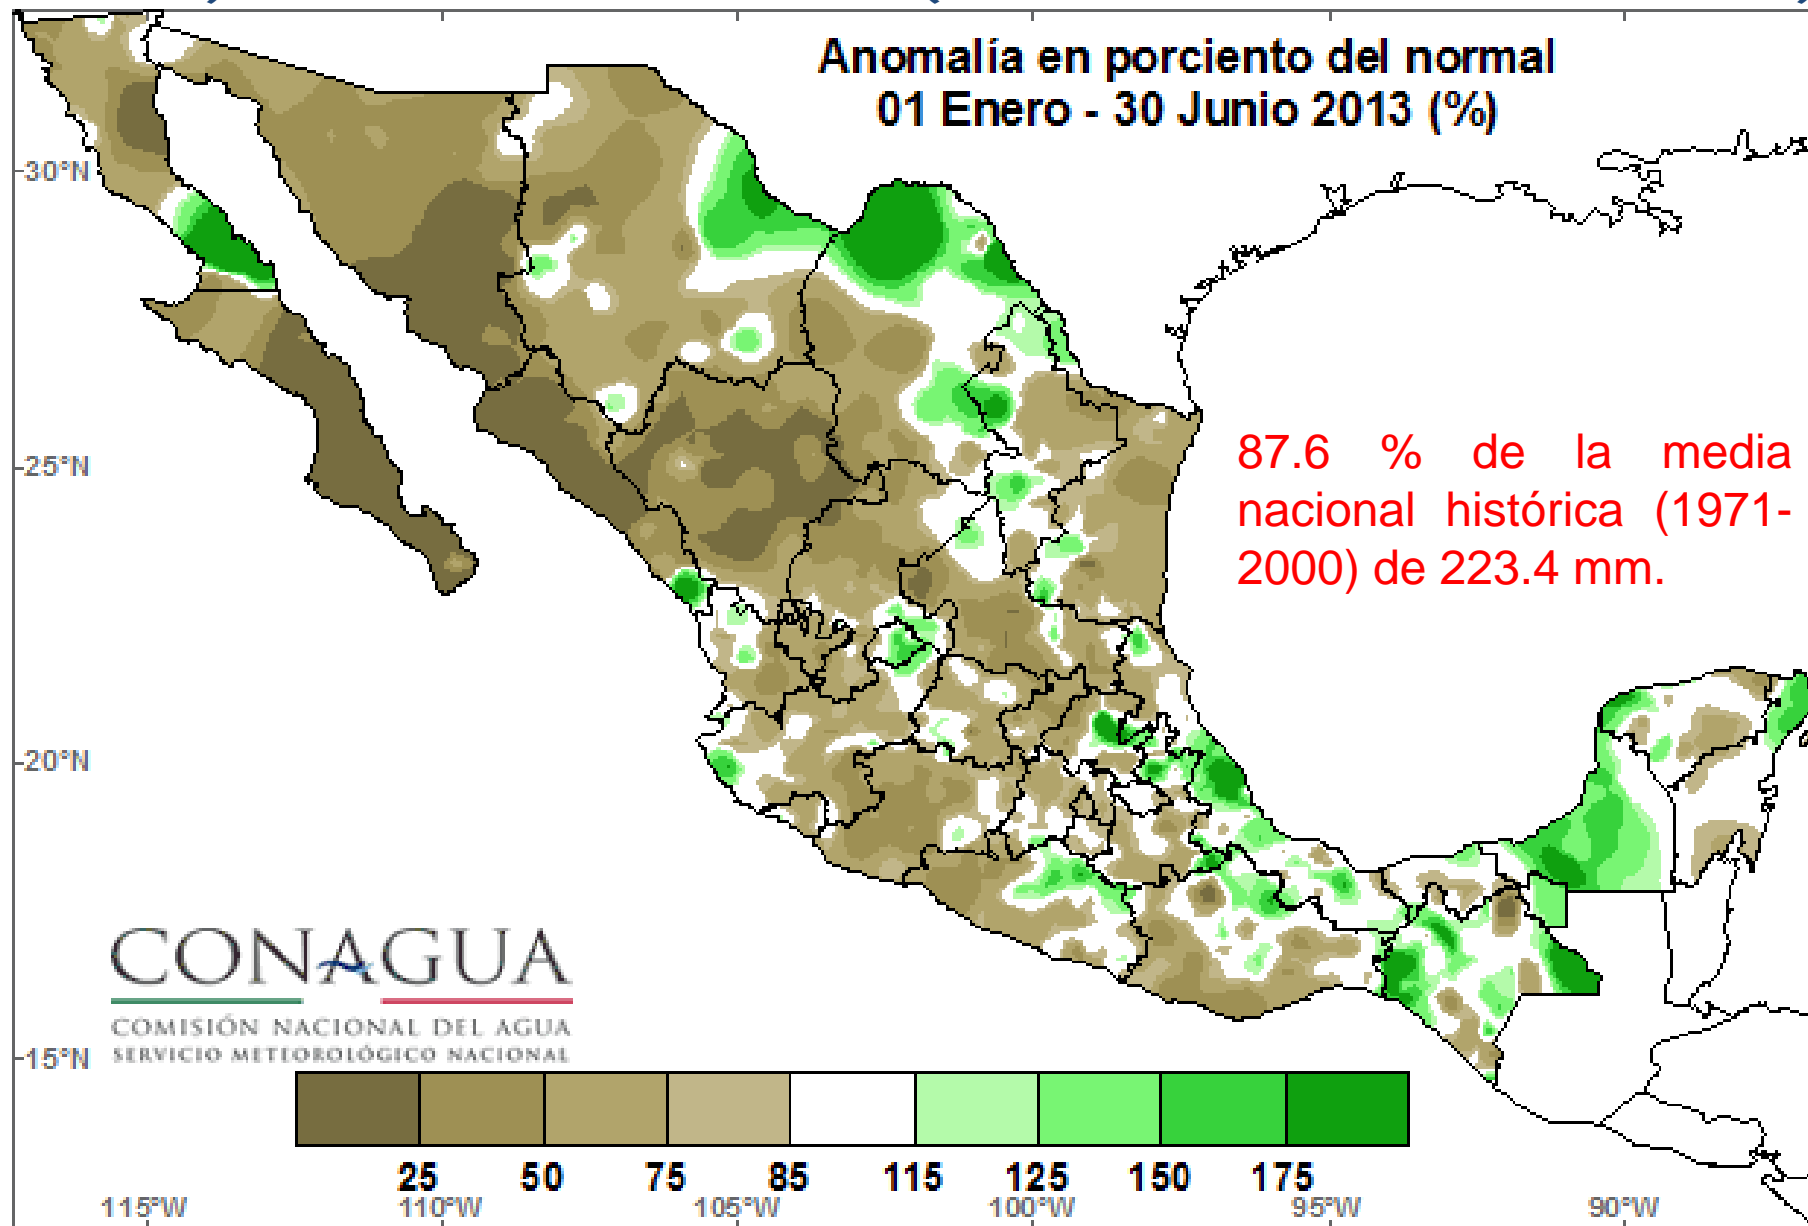 Anomalía en porciento del normal
01 Enero - 30 Junio 2013 (%)
30°N
25°N
87.6 % de la media
nacional histórica (1971-
2000) de 223.4 mm.
20°N
CONAGUA
COMISIÓN NACIONAL DEL AGUA
SERVICIO METEOROLÓGICO NACIONAL
15°N
25 50 75 85 115 125 150 175
115°W 110°W 105°W 100°W 95°W 90°W